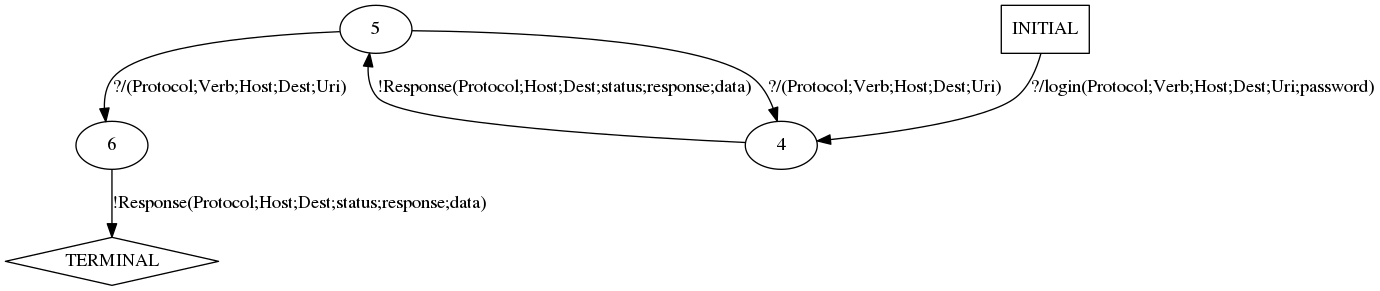 5
INITIAL
?/(Protocol;Verb;Host;Dest;Uri)
!Response(Protocol;Host;Dest;status;response;data)
?/(Protocol;Verb;Host;Dest;Uri)
?/login(Protocol;Verb;Host;Dest;Uri;password)
6
4
!Response(Protocol;Host;Dest;status;response;data)
TERMINAL